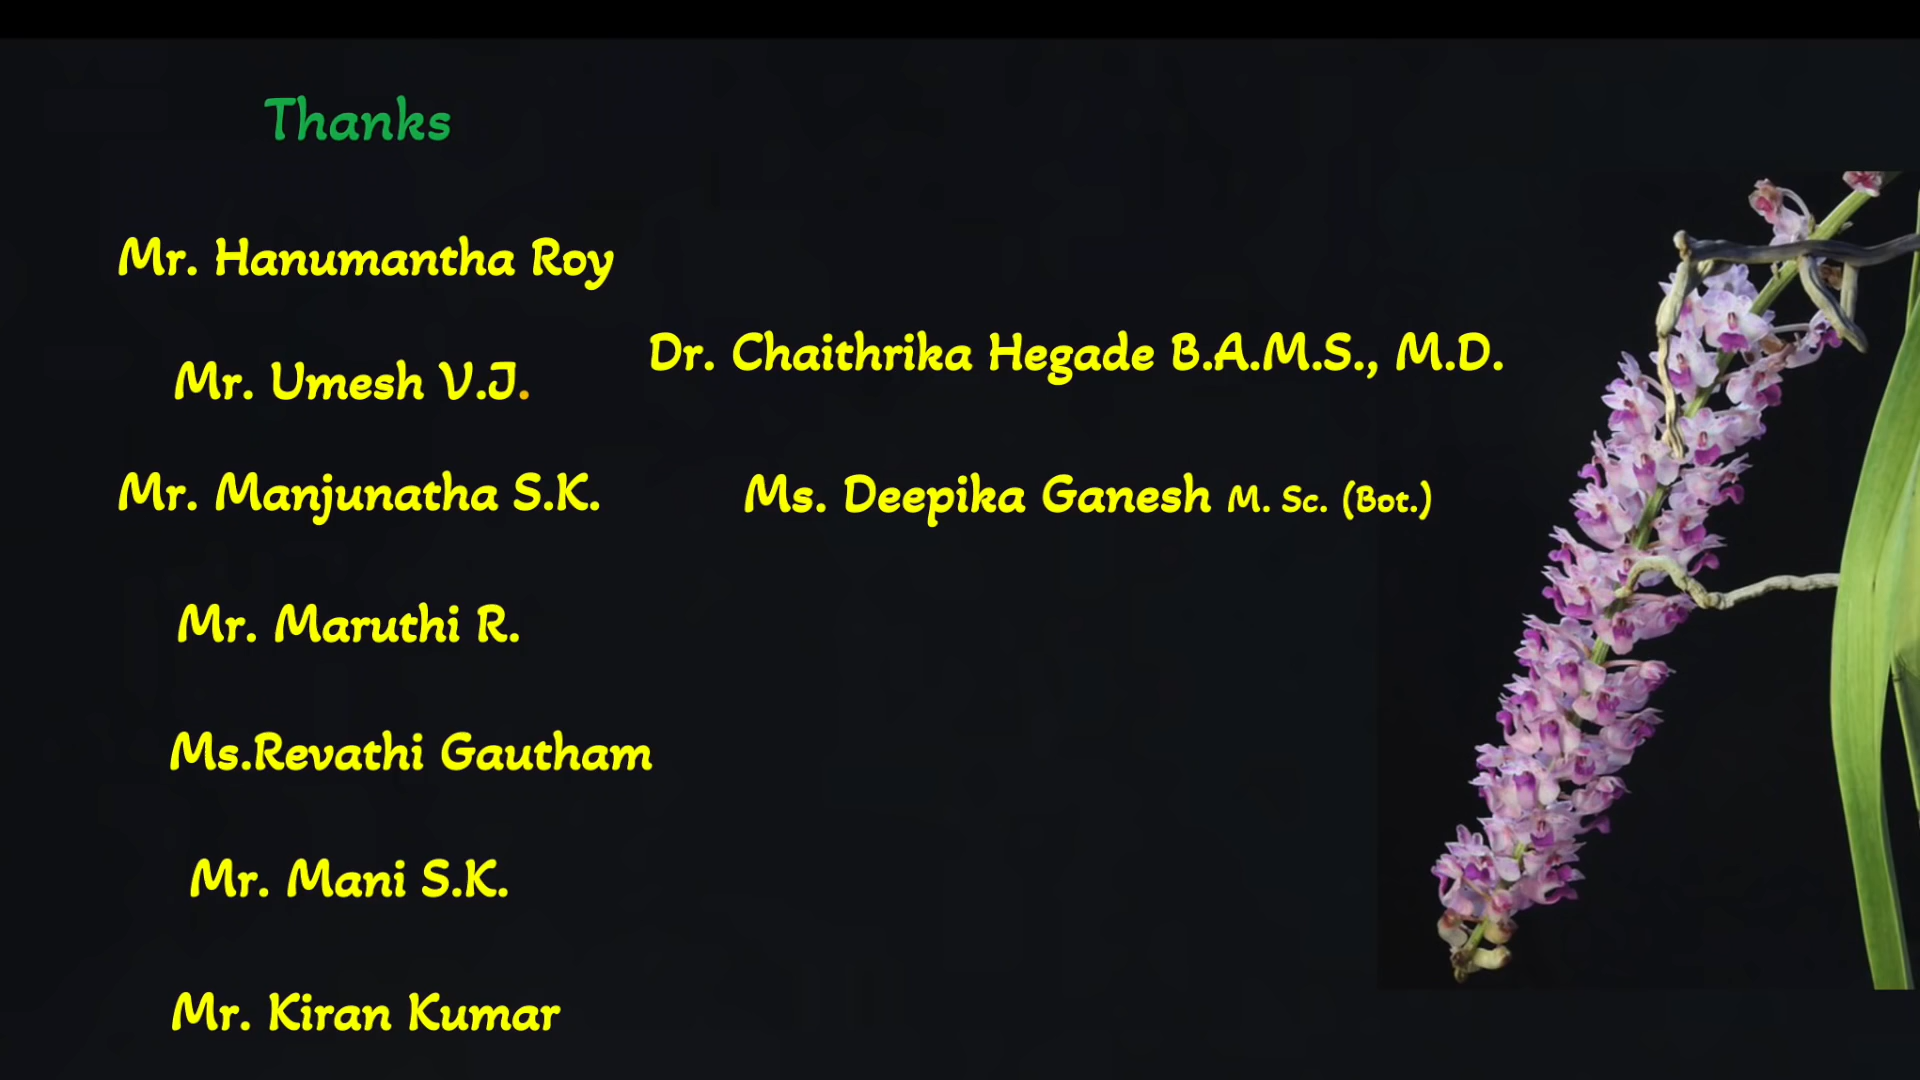 Thanks
Mr. Hanumantha Roy
Mr. Umesh V.J.
Mr. Manjunatha S.K.
Mr. Maruthi R.
Ms.Revathi Gautham
Mr. Mani S.K.
Mr. Kiran Kumar
Dr. Chaithrika Hegade B.A.M.S., M.D.
Ms. Deepika Ganesh M. Sc. (Bot.)